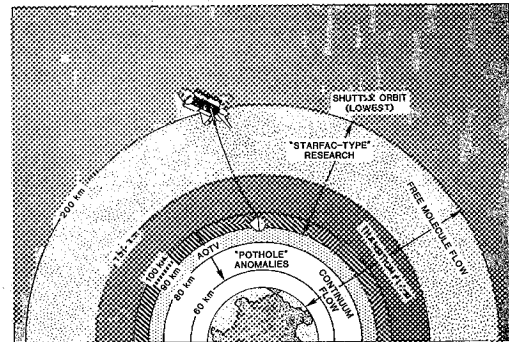 SHUTTLE ORBIT
(LOWEST)
"STARFAC-TYPE"
RESEARCH
FREE MOLECULE FLOW
200 km
100 km
90 km
AOTV
80 km
60 km
"POTHOLE"
ANOMALIES
CONTINUUM
FLOW